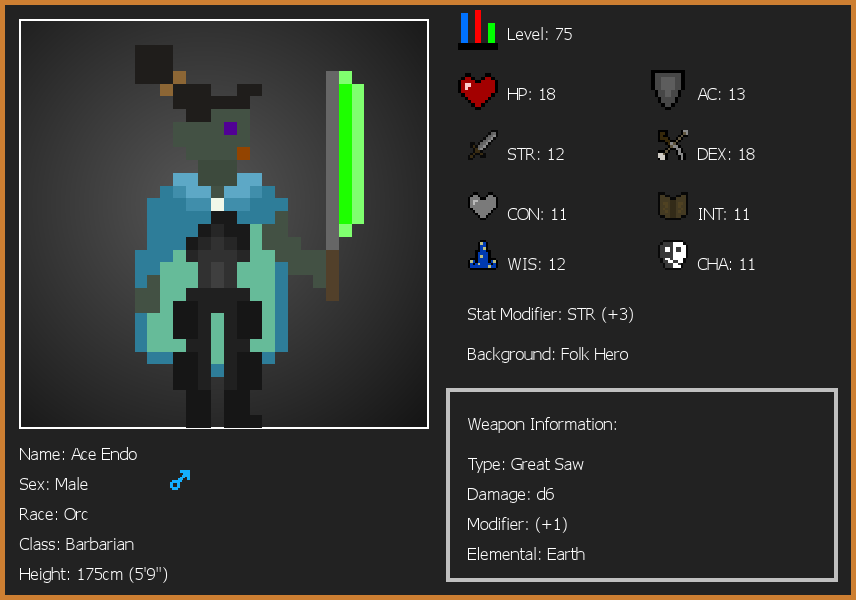 Level: 75
HP: 18
AC: 13
STR: 12
DEX: 18
CON: 11
INT: 11
WIS: 12
CHA: 11
Stat Modifier: STR (+3)
Background: Folk Hero
Weapon Information:
Type: Great Saw
Damage: d6
Modifier: (+1)
Elemental: Earth
Name: Ace Endo
Sex: Male
Race: Orc
Class: Barbarian
Height: 175cm (5'9")